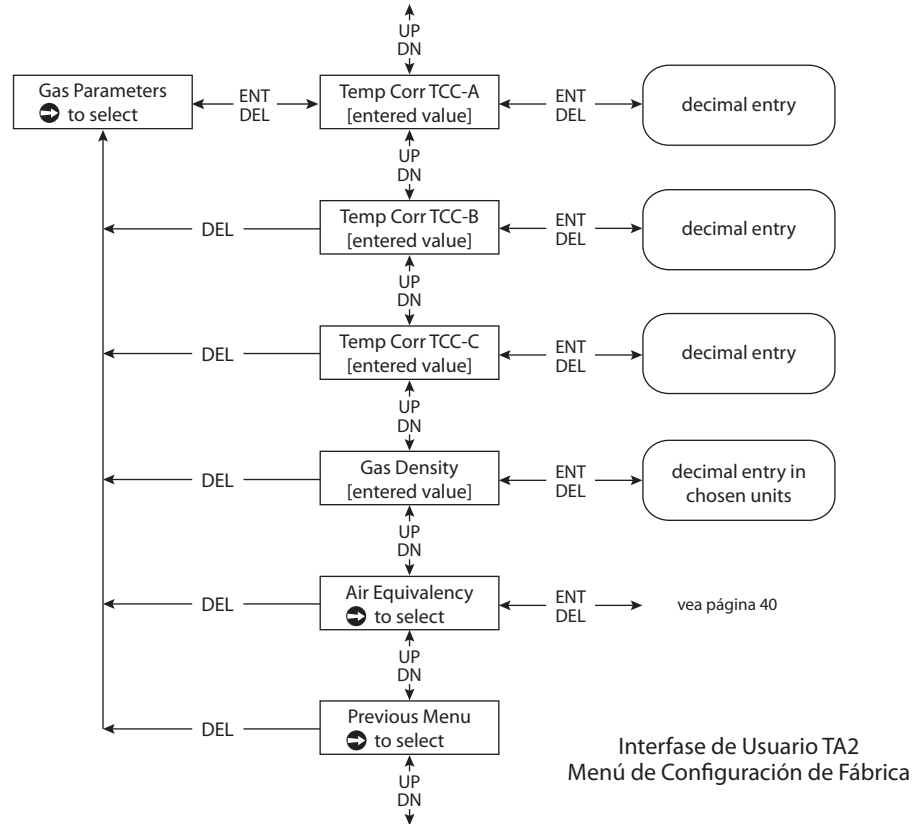 UP
DN
Gas Parameters
to select
ENT
DEL
Temp Corr TCC-A
[entered value]
ENT
DEL
decimal entry
UP
DN
DEL
Temp Corr TCC-B
[entered value]
ENT
DEL
decimal entry
UP
DN
DEL
Temp Corr TCC-C
[entered value]
ENT
DEL
decimal entry
UP
DN
DEL
Gas Density
[entered value]
ENT
DEL
decimal entry in
chosen units
UP
DN
DEL
Air Equivalency
to select
ENT
DEL
vea página 40
UP
DN
DEL
Previous Menu
to select
UP
DN
Interfase de Usuario TA2
Menú de Configuración de Fábrica